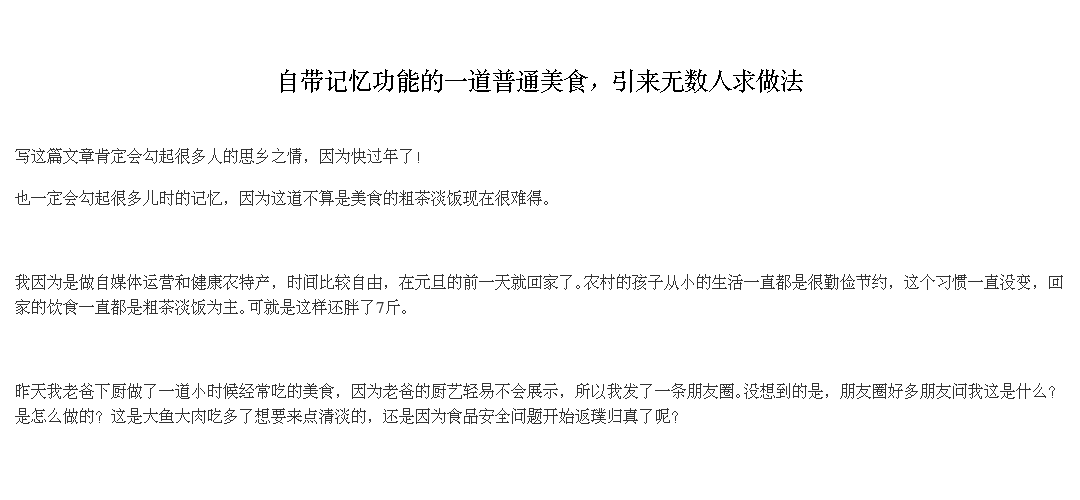 自带记忆功能的一道普通美食，引来无数人求做法
写这篇文章肯定会勾起很多人的思乡之情，因为快过年了！
也一定会勾起很多儿时的记忆，因为这道不算是美食的粗茶淡饭现在很难得。
我因为是做自媒体运营和健康农特产，时间比较自由，在元旦的前一天就回家了。农村的孩子从小的生活一直都是很勤俭节约，这个习惯一直没变，回
家的饮食一直都是粗茶淡饭为主。可就是这样还胖了7斤。
昨天我老爸下厨做了一道小时候经常吃的美食，因为老爸的厨艺轻易不会展示，所以我发了一条朋友圈。没想到的是，朋友圈好多朋友问我这是什么？
是怎么做的？这是大鱼大肉吃多了想要来点清淡的，还是因为食品安全问题开始返璞归真了呢？